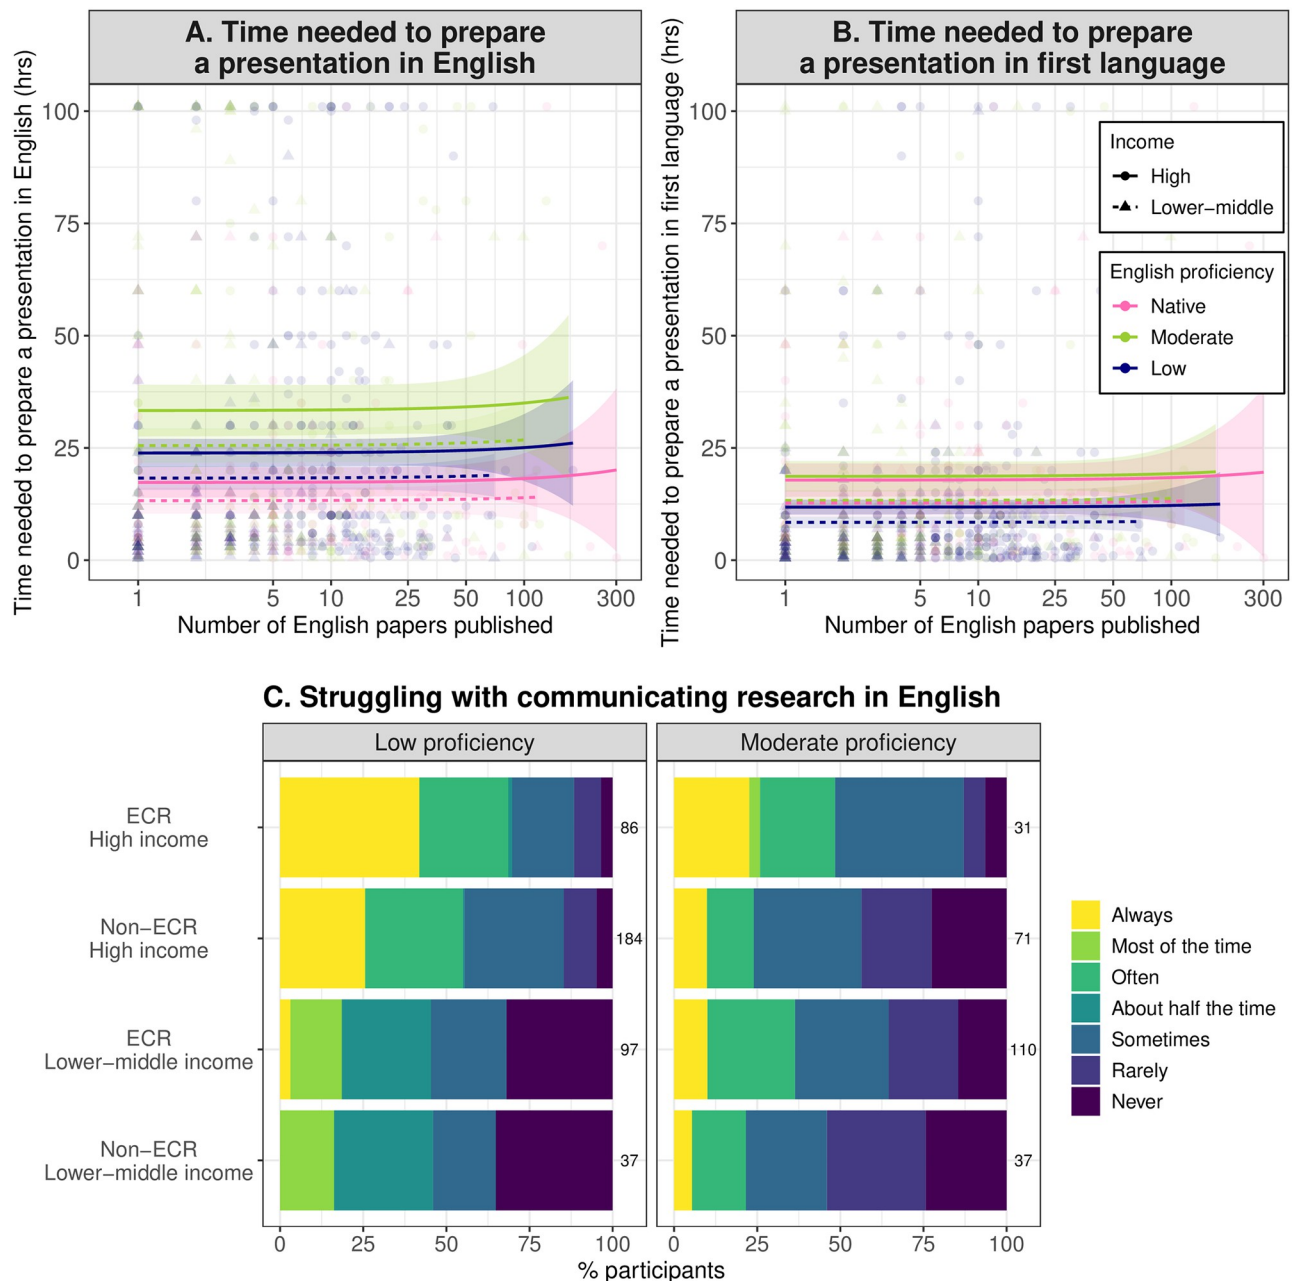 A. Time needed to prepare
a presentation in English
B. Time needed to prepare
a presentation in first language
Time needed to prepare a presentation in English (hrs)
100
75
50
25
0
1 5 10 25 50 100 300
Number of English papers published
Time needed to prepare a presentation in first language (hrs)
100
75
50
25
0
1 5 10 25 50 100 300
Number of English papers published
Income
High
Lower−middle
English proficiency
Native
Moderate
Low
C. Struggling with communicating research in English
Low proficiency
Moderate proficiency
ECR
High income
86
31
Non−ECR
High income
184
71
ECR
Lower−middle income
97
110
Non−ECR
Lower−middle income
37
37
0 25 50 75 100
0 25 50 75 100
% participants
Always
Most of the time
Often
About half the time
Sometimes
Rarely
Never